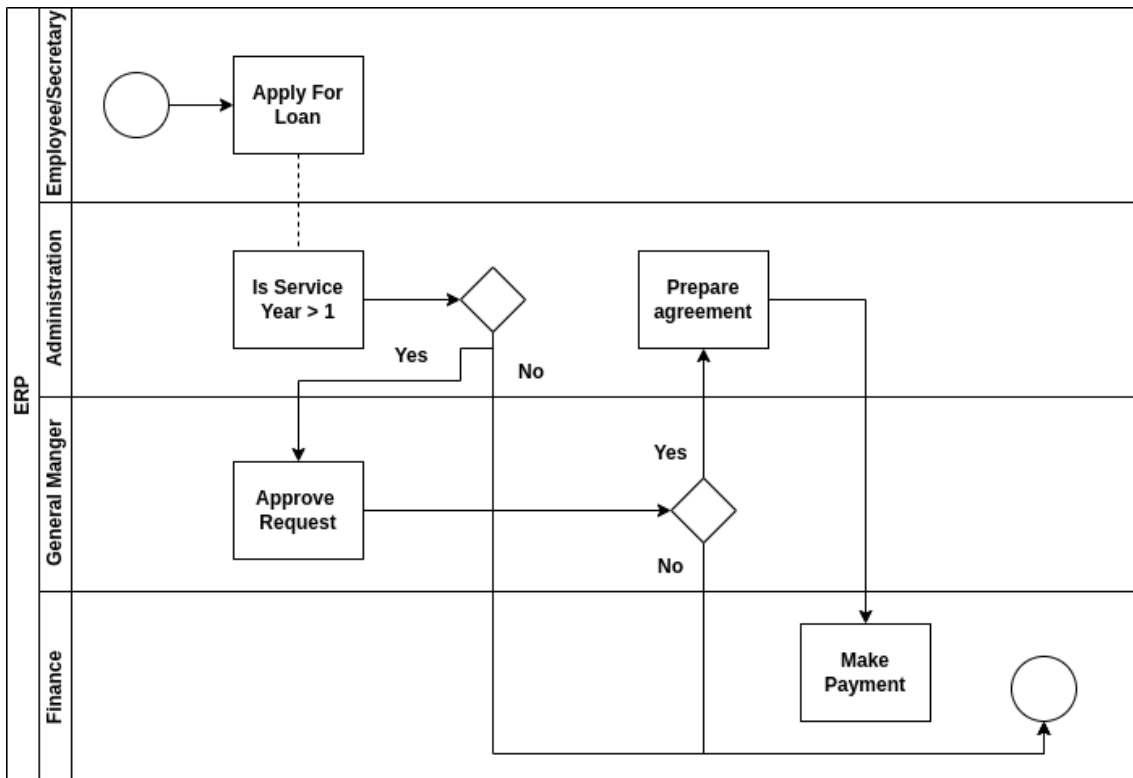 ERP
Employee/Secretary
Apply For
Loan
Administration
Is Service
Year > 1
Prepare
agreement
Yes
No
General Manger
Yes
Approve
Request
No
Finance
Make
Payment